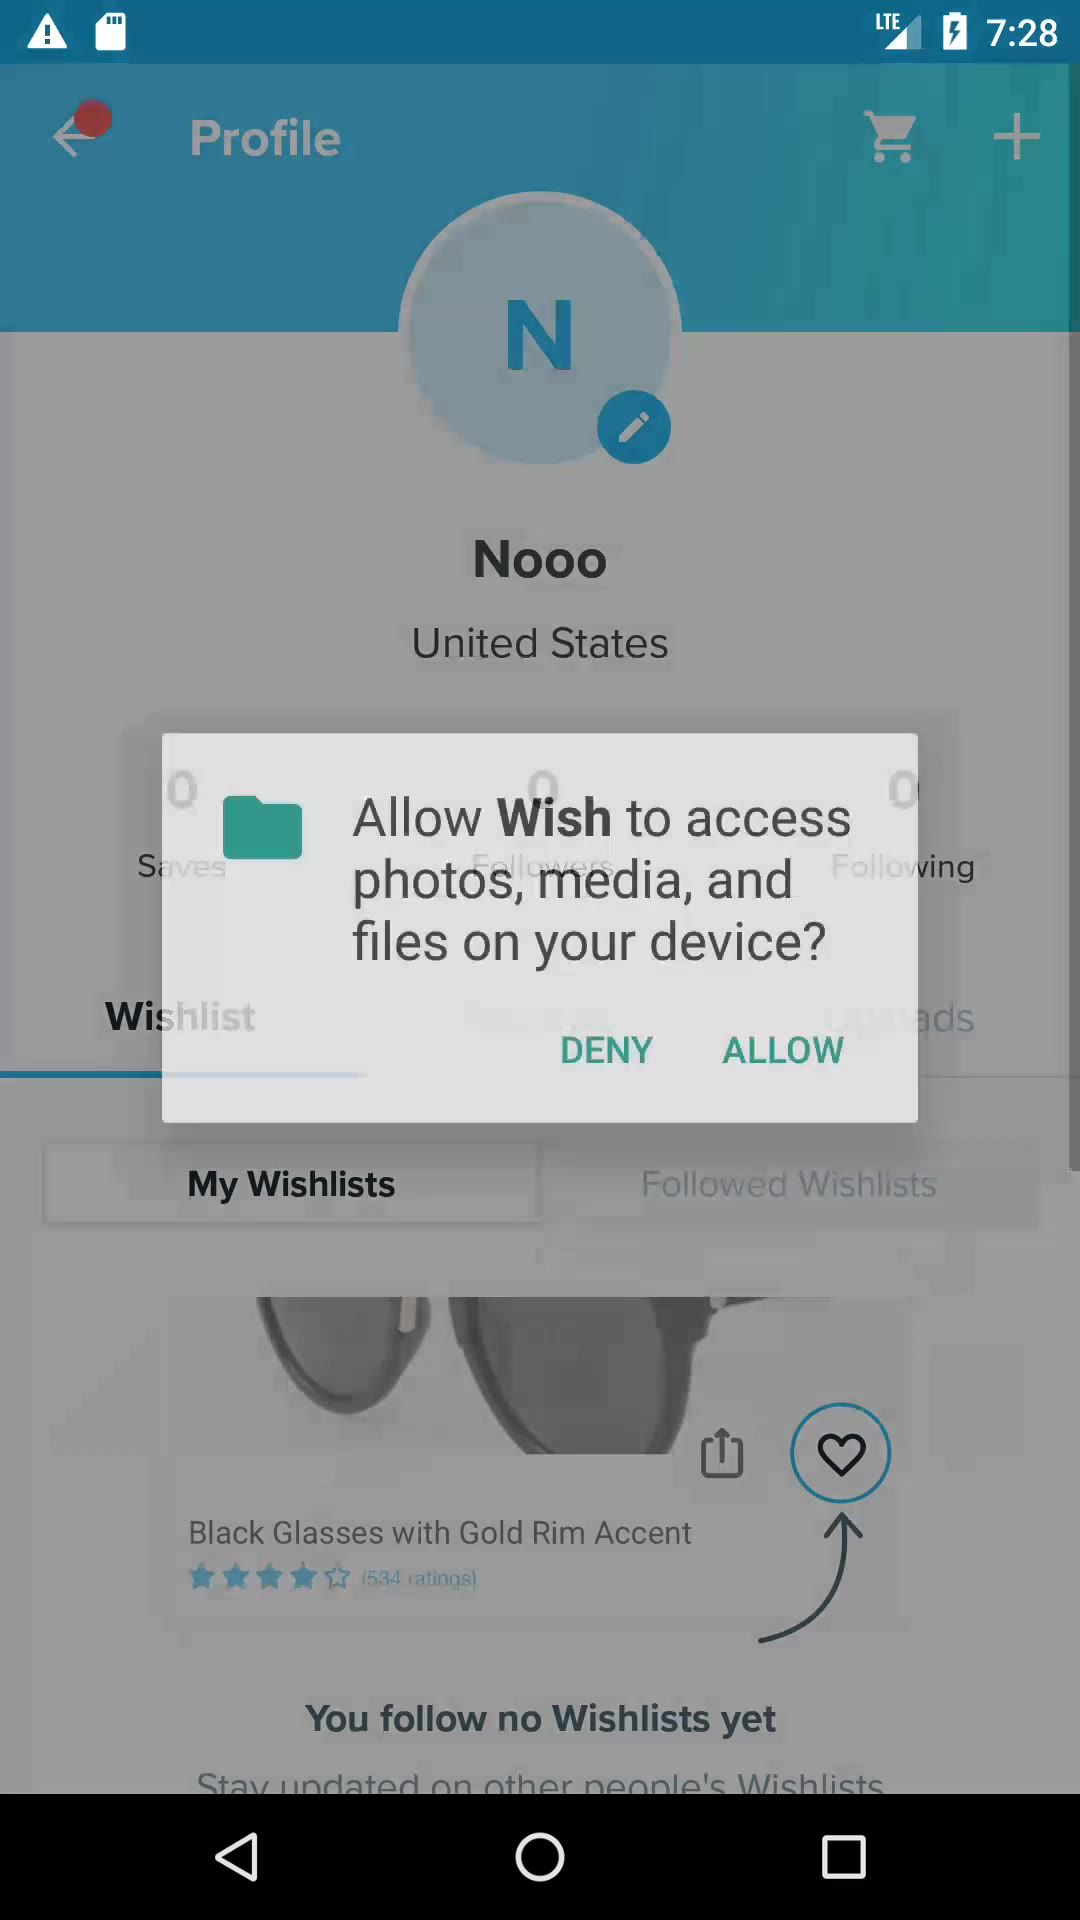 LTE 7:28
Profile
N
Nooo
United States
0 0 0
Saves Followers Following
Allow Wish to access
photos, media, and
files on your device?
Wishlist Uploads
DENY ALLOW
My Wishlists Followed Wishlists
Black Glasses with Gold Rim Accent
(534 ratings)
You follow no Wishlists yet
Stay updated on other people's Wishlists